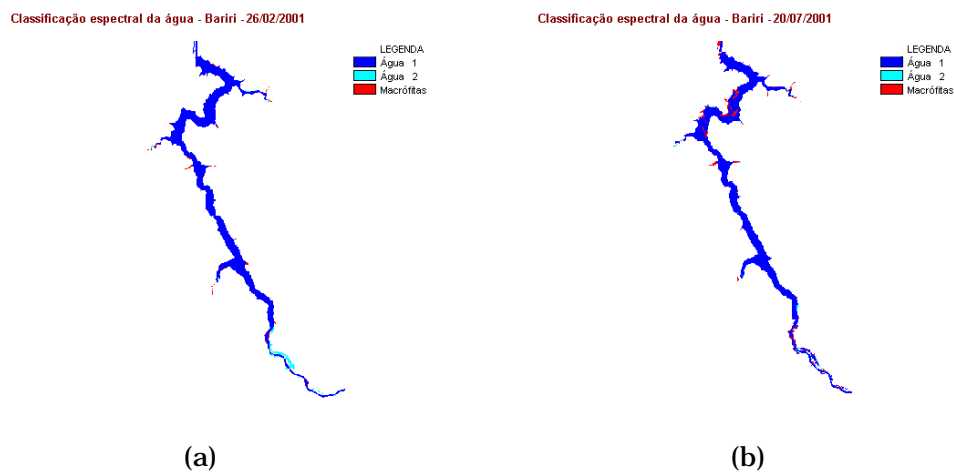 Classificação espectral da água - Bariri - 26/02/2001
LEGENDA
Água 1
Água 2
Macrófitas
(a)
Classificação espectral da água - Bariri - 20/07/2001
LEGENDA
Água 1
Água 2
Macrófitas
(b)